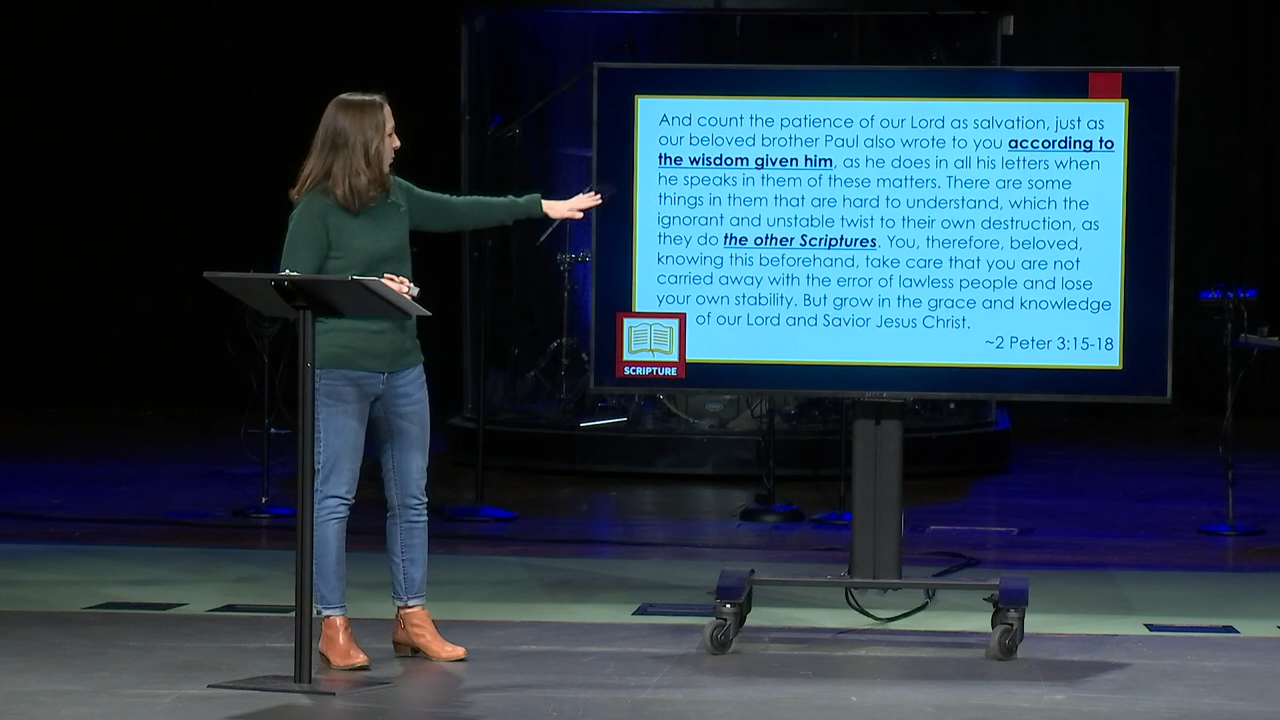 And count the patience of our Lord as salvation, just as
our beloved brother Paul also wrote to you according to
the wisdom given him, as he does in all his letters when
he speaks in them of these matters. There are some
things in them that are hard to understand, which the
ignorant and unstable twist to their own destruction, as
they do the other Scriptures. You, therefore, beloved,
knowing this beforehand, take care that you are not
carried away with the error of lawless people and lose
your own stability. But grow in the grace and knowledge
of our Lord and Savior Jesus Christ.
~2 Peter 3:15-18
SCRIPTURE